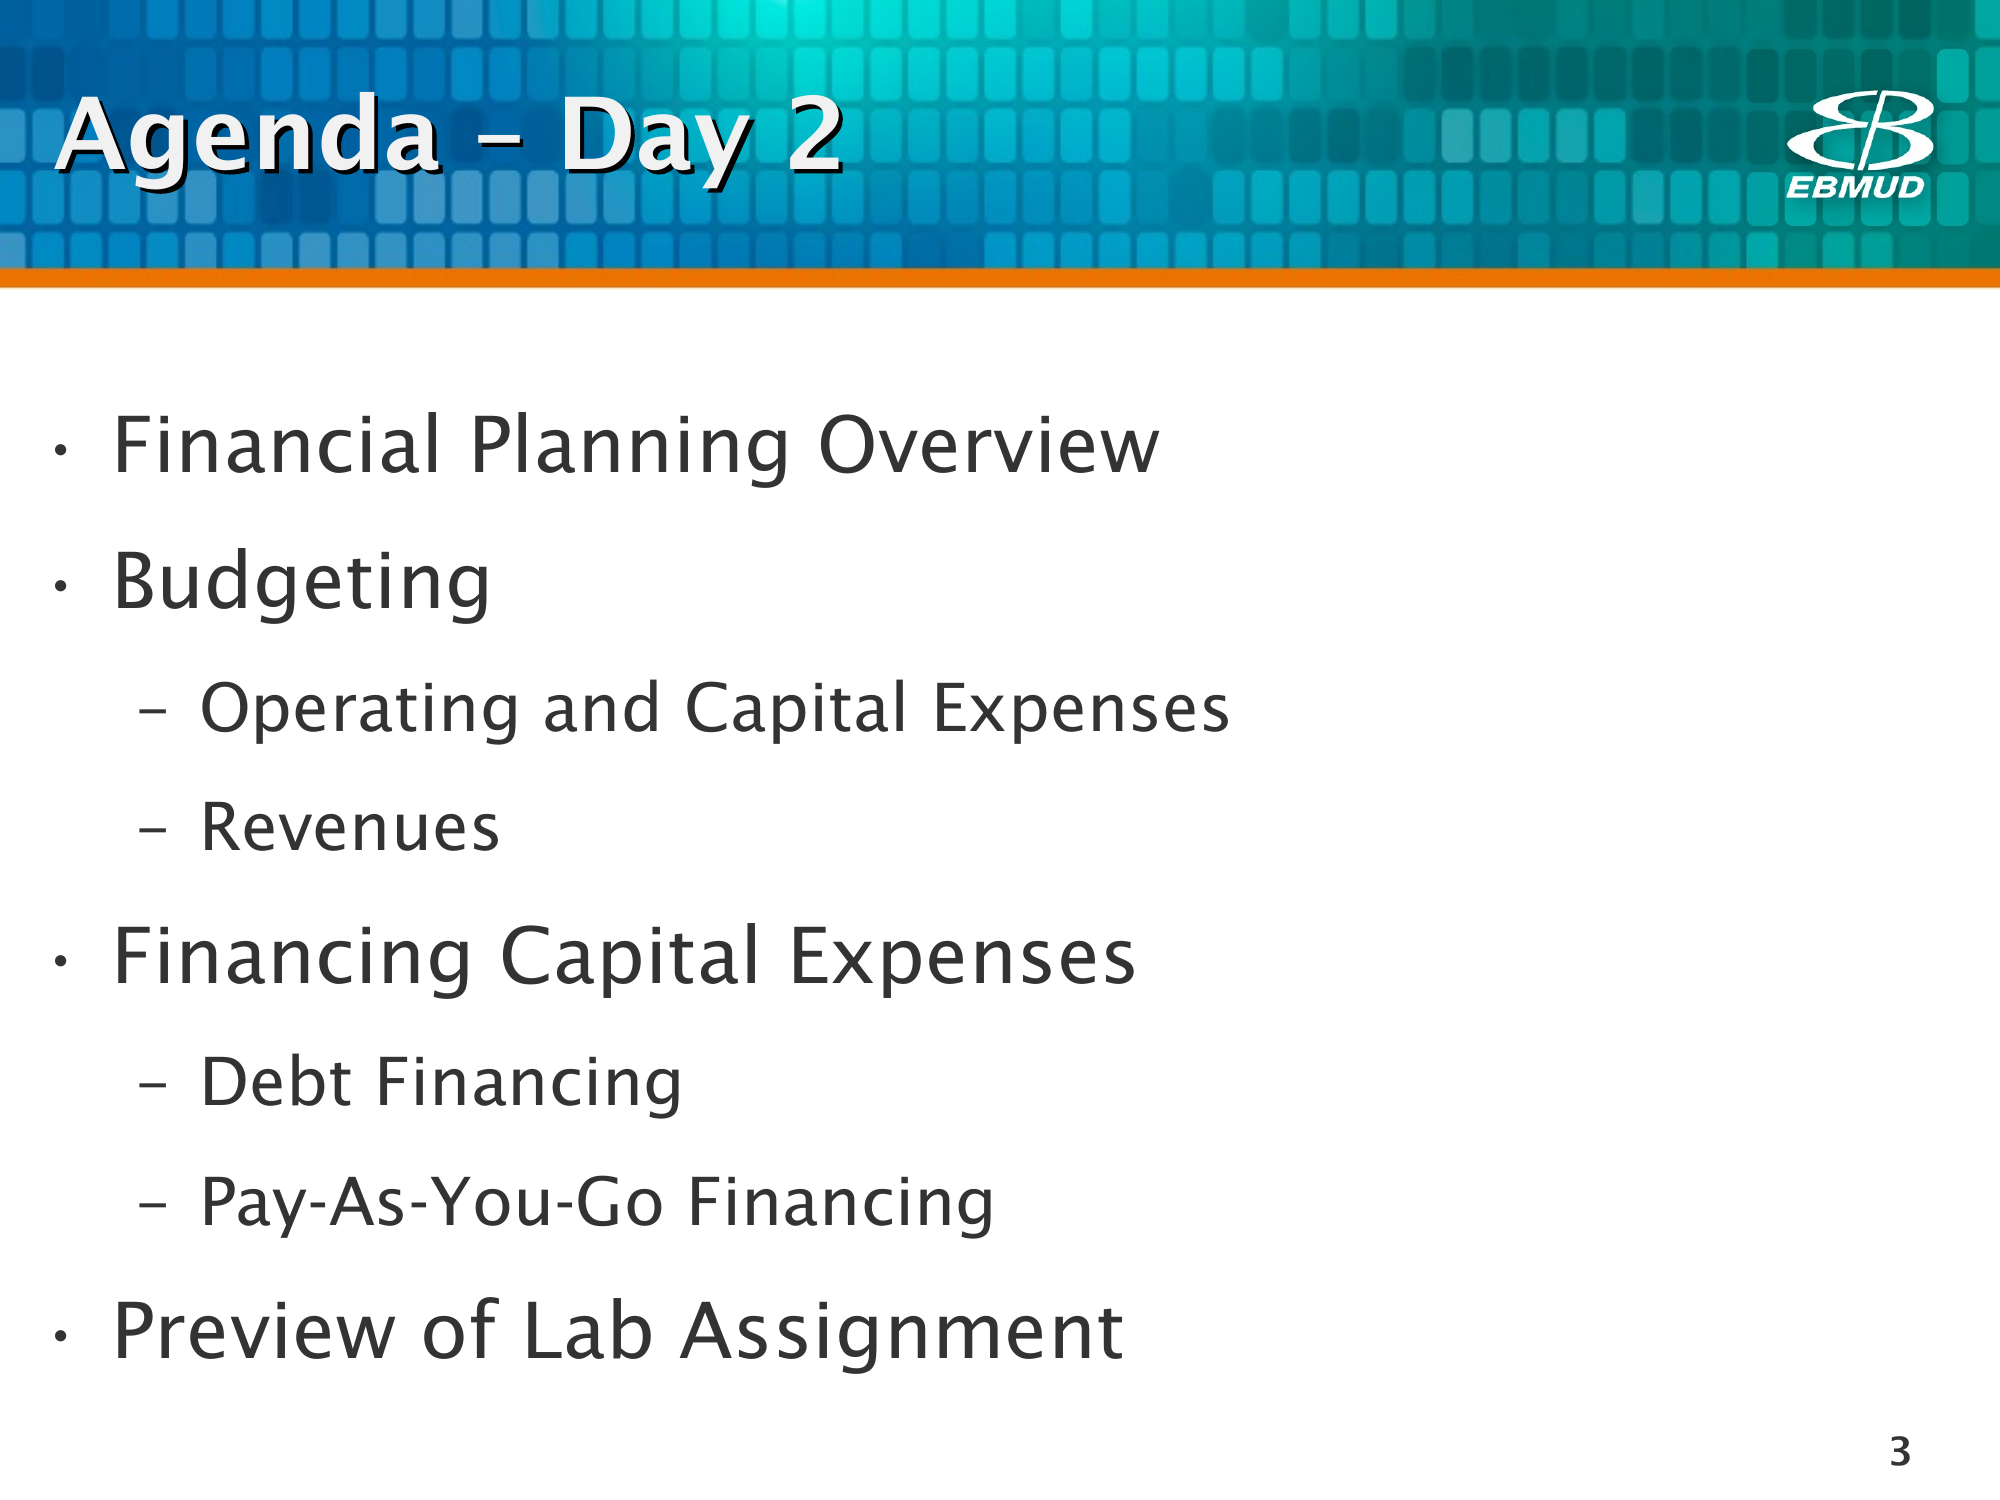 Agenda – Day 2
EBMUD
• Financial Planning Overview
• Budgeting
– Operating and Capital Expenses
– Revenues
• Financing Capital Expenses
– Debt Financing
– Pay-As-You-Go Financing
• Preview of Lab Assignment
3